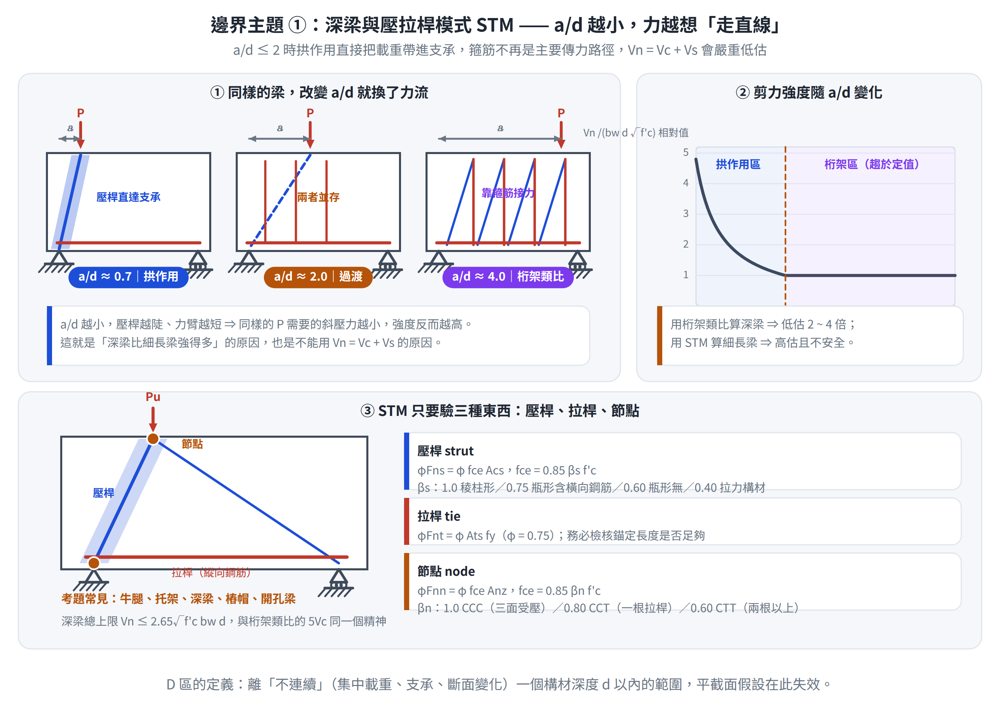 邊界主題 ①：深梁與壓拉桿模式 STM —— a/d 越小，力越想「走直線」
a/d ≤ 2 時拱作用直接把載重帶進支承，箍筋不再是主要傳力路徑，Vn = Vc + Vs 會嚴重低估
① 同樣的梁，改變 a/d 就換了力流
P
a
壓桿直達支承
a/d ≈ 0.7｜拱作用
P
a
兩者並存
a/d ≈ 2.0｜過渡
P
a
靠箍筋接力
a/d ≈ 4.0｜桁架類比
a/d 越小，壓桿越陡、力臂越短 ⇒ 同樣的 P 需要的斜壓力越小，強度反而越高。
這就是「深梁比細長梁強得多」的原因，也是不能用 Vn = Vc + Vs 的原因。
② 剪力強度隨 a/d 變化
Vn /(bw d √f'c) 相對值
5
4
3
2
1
拱作用區
桁架區（趨於定值）
用桁架類比算深梁 ⇒ 低估 2 ~ 4 倍；
用 STM 算細長梁 ⇒ 高估且不安全。
③ STM 只要驗三種東西：壓桿、拉桿、節點
Pu
節點
壓桿
拉桿（縱向鋼筋）
考題常見：牛腿、托架、深梁、樁帽、開孔梁
深梁總上限 Vn ≤ 2.65√f'c bw d，與桁架類比的 5Vc 同一個精神
壓桿 strut
φFns = φ fce Acs，fce = 0.85 βs f'c
βs：1.0 稜柱形／0.75 瓶形含橫向鋼筋／0.60 瓶形無／0.40 拉力構材
拉桿 tie
φFnt = φ Ats fy（φ = 0.75）；務必檢核錨定長度是否足夠
節點 node
φFnn = φ fce Anz，fce = 0.85 βn f'c
βn：1.0 CCC（三面受壓）／0.80 CCT（一根拉桿）／0.60 CTT（兩根以上）
D 區的定義：離「不連續」（集中載重、支承、斷面變化）一個構材深度 d 以內的範圍，平截面假設在此失效。